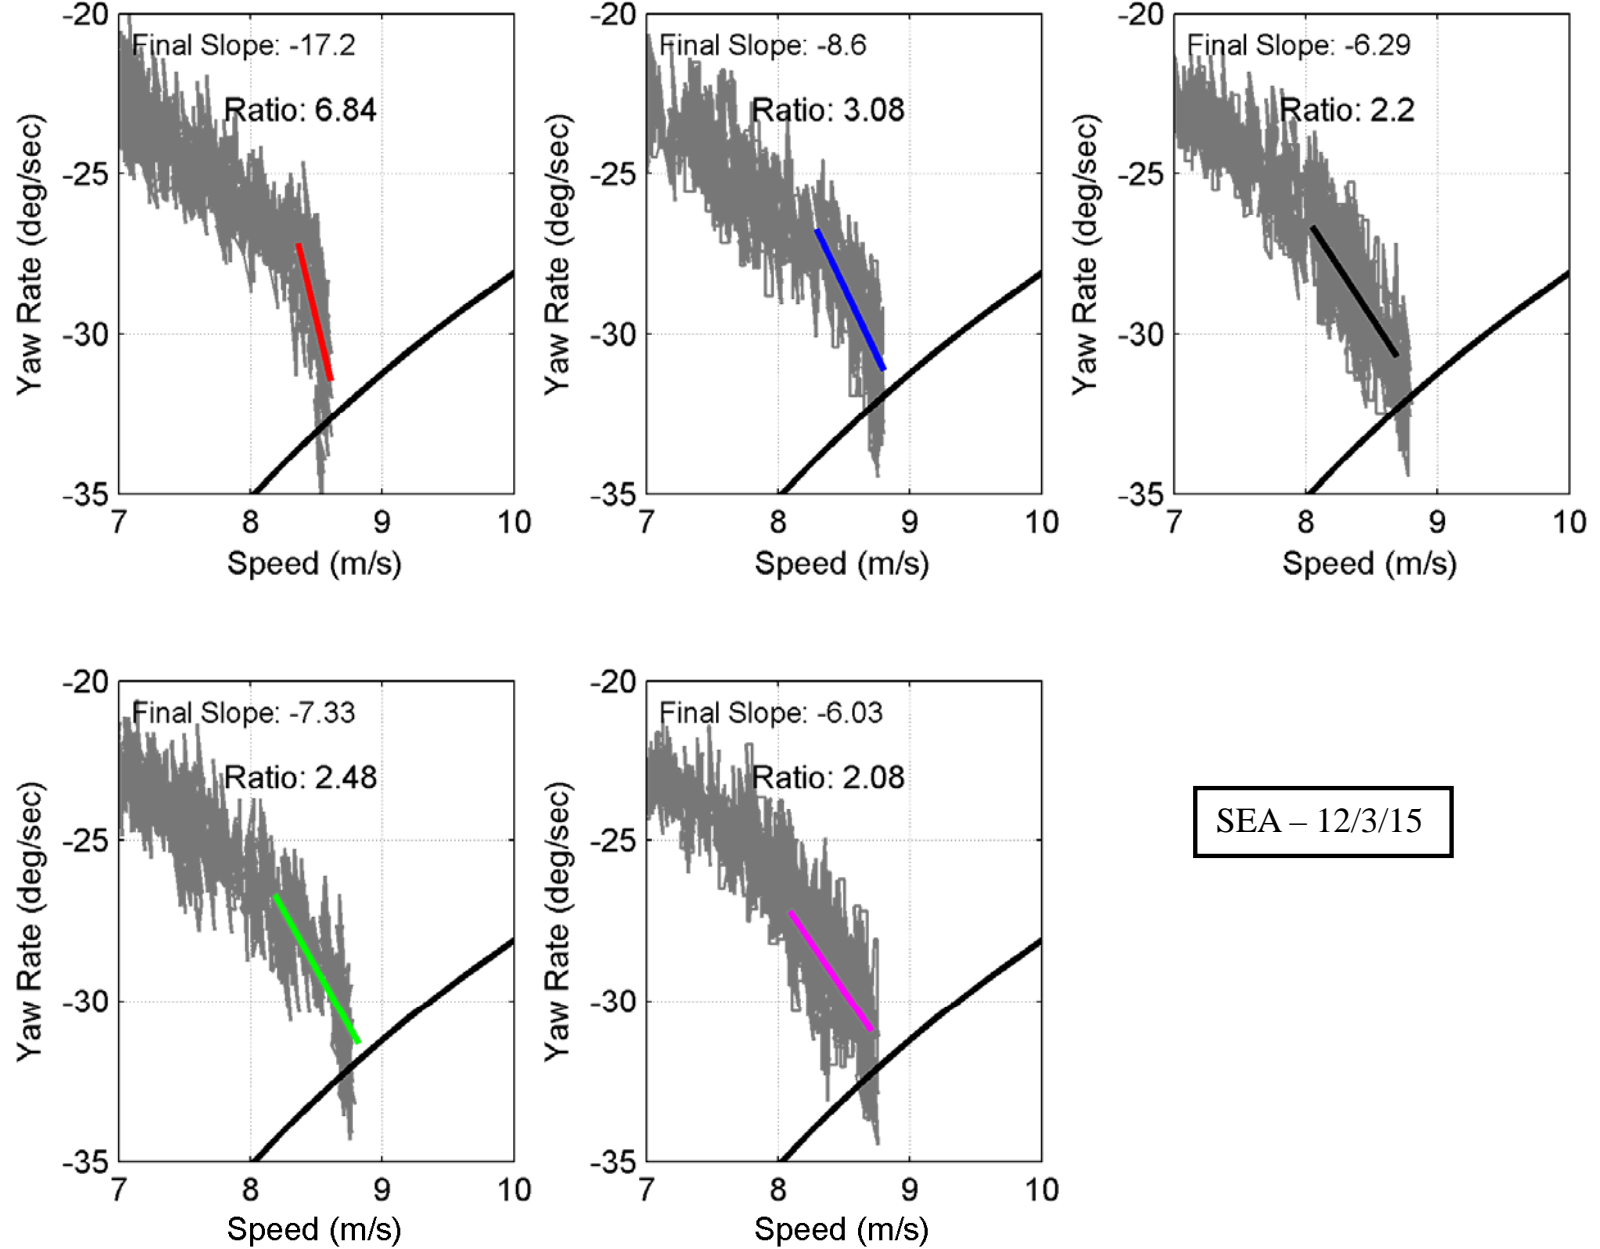 -20
-25
-30
-35
Yaw Rate (deg/sec)
Final Slope: -17.2
Ratio: 6.84
7 8 9 10
Speed (m/s)
-20
-25
-30
-35
Yaw Rate (deg/sec)
Final Slope: -8.6
Ratio: 3.08
7 8 9 10
Speed (m/s)
-20
-25
-30
-35
Yaw Rate (deg/sec)
Final Slope: -6.29
Ratio: 2.2
7 8 9 10
Speed (m/s)
-20
-25
-30
-35
Yaw Rate (deg/sec)
Final Slope: -7.33
Ratio: 2.48
7 8 9 10
Speed (m/s)
-20
-25
-30
-35
Yaw Rate (deg/sec)
Final Slope: -6.03
Ratio: 2.08
7 8 9 10
Speed (m/s)
SEA – 12/3/15